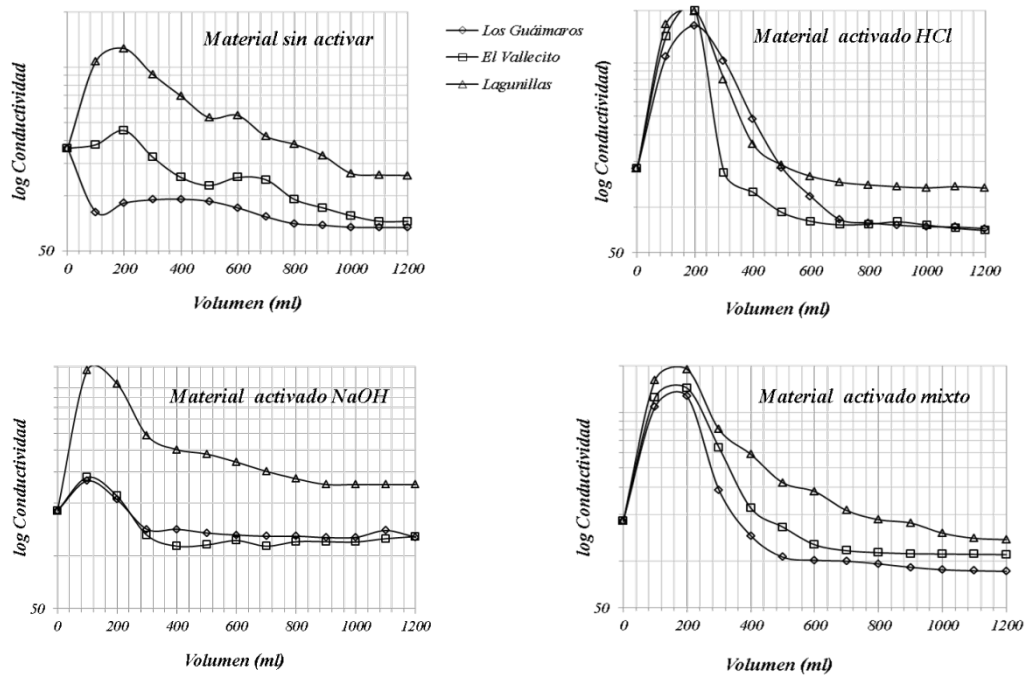 Material sin activar
Los Guáimaros
El Vallecito
Lagunillas
log Conductividad
50
0 200 400 600 800 1000 1200
Volumen (ml)
Material activado HCl
log Conductividad)
50
0 200 400 600 800 1000 1200
Volumen (ml)
Material activado NaOH
log Conductividad
50
0 200 400 600 800 1000 1200
Volumen (ml)
Material activado mixto
log Conductividad
50
0 200 400 600 800 1000 1200
Volumen (ml)